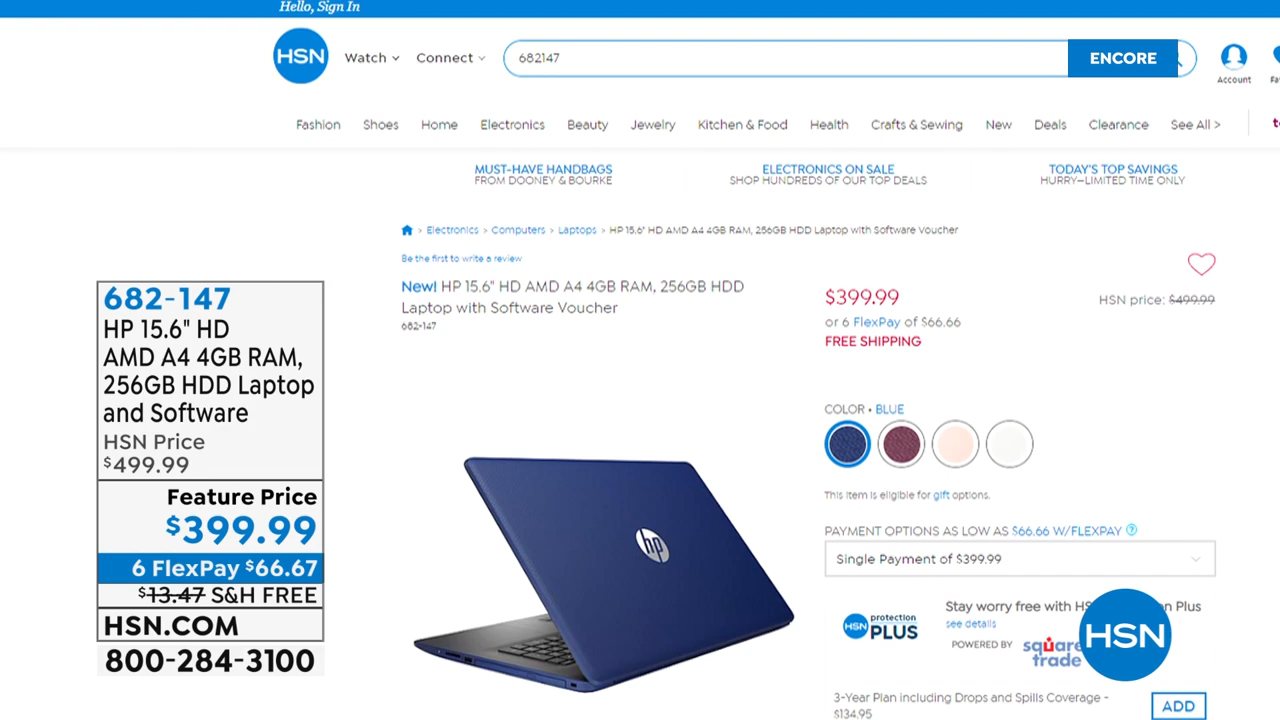 Hello, Sign In
HSN
Watch
Connect
682147
ENCORE
Account
Fashion
Shoes
Home
Electronics
Beauty
Jewelry
Kitchen & Food
Health
Crafts & Sewing
New
Deals
Clearance
See All >
MUST-HAVE HANDBAGS
FROM DOONEY & BOURKE
ELECTRONICS ON SALE
SHOP HUNDREDS OF OUR TOP DEALS
TODAY'S TOP SAVINGS
HURRY—LIMITED TIME ONLY
> Electronics > Computers > Laptops > HP 15.6" HD AMD A4 4GB RAM, 256GB HDD Laptop with Software Voucher
Be the first to write a review
New! HP 15.6" HD AMD A4 4GB RAM, 256GB HDD
Laptop with Software Voucher
682-147
$399.99
HSN price: $499.99
or 6 FlexPay of $66.66
FREE SHIPPING
COLOR • BLUE
This item is eligible for gift options.
PAYMENT OPTIONS AS LOW AS $66.66 W/FLEXPAY ?
Single Payment of $399.99
HSN protection PLUS
Stay worry free with HS n Plus
see details
POWERED BY square trade
HSN
3-Year Plan including Drops and Spills Coverage -
$134.95
ADD
hp
682-147
HP 15.6" HD
AMD A4 4GB RAM,
256GB HDD Laptop
and Software
HSN Price
$499.99
Feature Price
$399.99
6 FlexPay $66.67
$13.47 S&H FREE
HSN.COM
800-284-3100